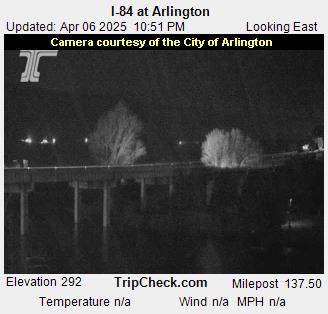 I-84 at Arlington
Updated: Apr 06 2025 10:51 PM Looking East
Camera courtesy of the City of Arlington
Elevation 292 TripCheck.com Milepost 137.50
Temperature n/a Wind n/a MPH n/a